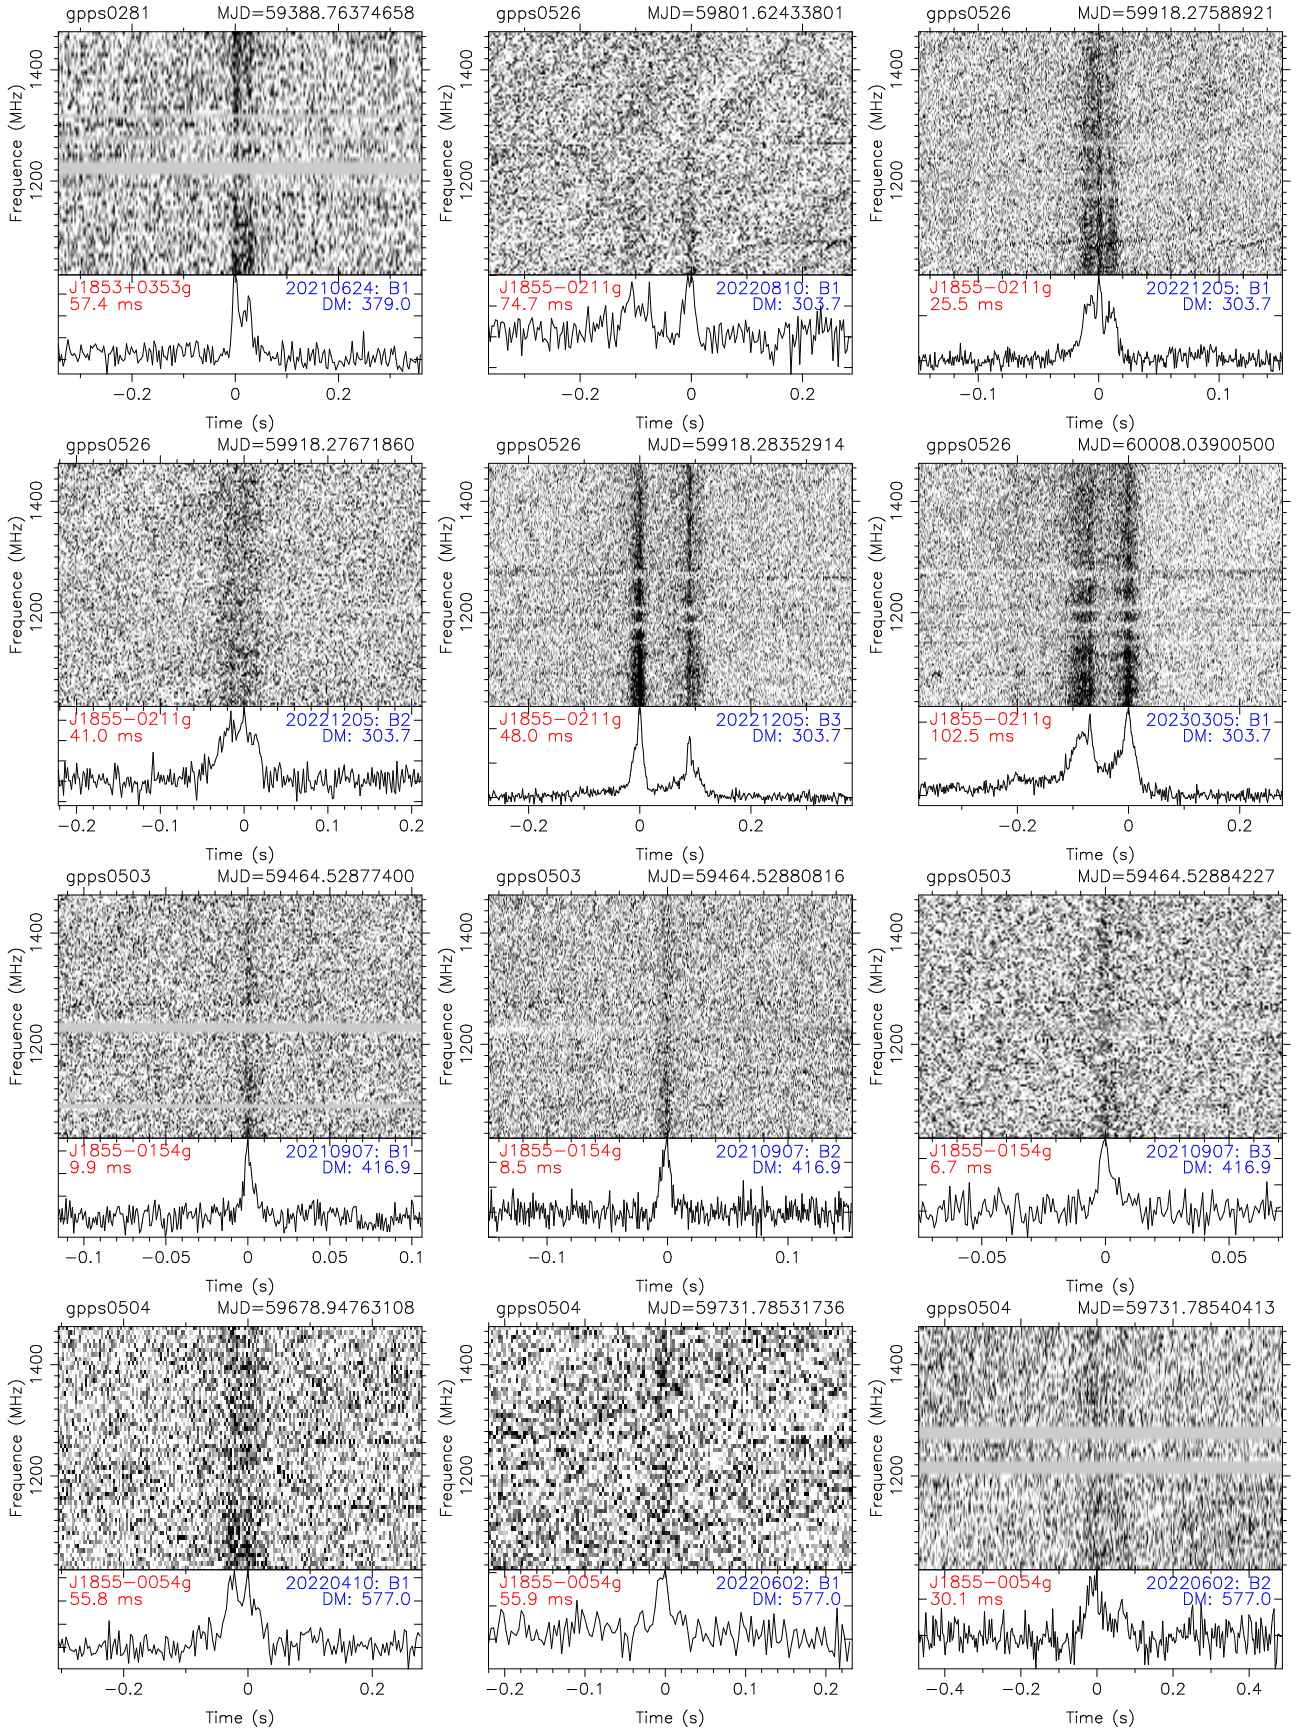 gpps0281 MJD=59388.76374658
Frequence (MHz)
1400
1200
J1853+0353g 20210624: B1
57.4 ms DM: 379.0
−0.2 0 0.2
Time (s)
gpps0526 MJD=59801.62433801
Frequence (MHz)
1400
1200
J1855−0211g 20220810: B1
74.7 ms DM: 303.7
−0.2 0 0.2
Time (s)
gpps0526 MJD=59918.27588921
Frequence (MHz)
1400
1200
J1855−0211g 20221205: B1
25.5 ms DM: 303.7
−0.1 0 0.1
Time (s)
gpps0526 MJD=59918.27671860
Frequence (MHz)
1400
1200
J1855−0211g 20221205: B2
41.0 ms DM: 303.7
−0.2 −0.1 0 0.1 0.2
Time (s)
gpps0526 MJD=59918.28352914
Frequence (MHz)
1400
1200
J1855−0211g 20221205: B3
48.0 ms DM: 303.7
−0.2 0 0.2
Time (s)
gpps0526 MJD=60008.03900500
Frequence (MHz)
1400
1200
J1855−0211g 20230305: B1
102.5 ms DM: 303.7
−0.2 0 0.2
Time (s)
gpps0503 MJD=59464.52877400
Frequence (MHz)
1400
1200
J1855−0154g 20210907: B1
9.9 ms DM: 416.9
−0.1 −0.05 0 0.05 0.1
Time (s)
gpps0503 MJD=59464.52880816
Frequence (MHz)
1400
1200
J1855−0154g 20210907: B2
8.5 ms DM: 416.9
−0.1 0 0.1
Time (s)
gpps0503 MJD=59464.52884227
Frequence (MHz)
1400
1200
J1855−0154g 20210907: B3
6.7 ms DM: 416.9
−0.05 0 0.05
Time (s)
gpps0504 MJD=59678.94763108
Frequence (MHz)
1400
1200
J1855−0054g 20220410: B1
55.8 ms DM: 577.0
−0.2 0 0.2
Time (s)
gpps0504 MJD=59731.78531736
Frequence (MHz)
1400
1200
J1855−0054g 20220602: B1
55.9 ms DM: 577.0
−0.2 −0.1 0 0.1 0.2
Time (s)
gpps0504 MJD=59731.78540413
Frequence (MHz)
1400
1200
J1855−0054g 20220602: B2
30.1 ms DM: 577.0
−0.4 −0.2 0 0.2 0.4
Time (s)